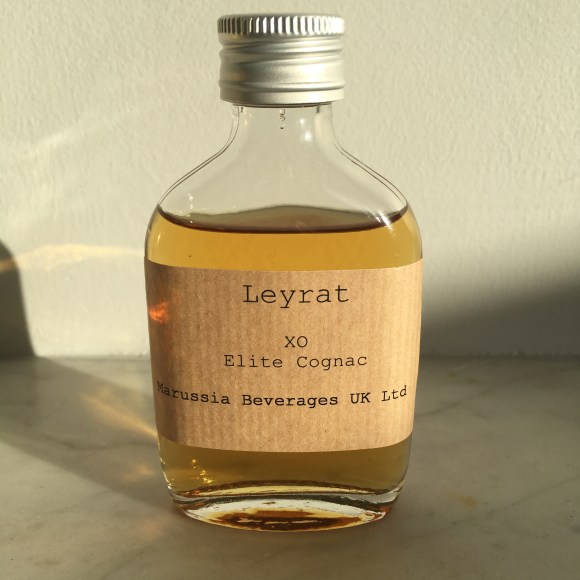 Leyrat
XO
Elite Cognac
Marussia Beverages UK Ltd